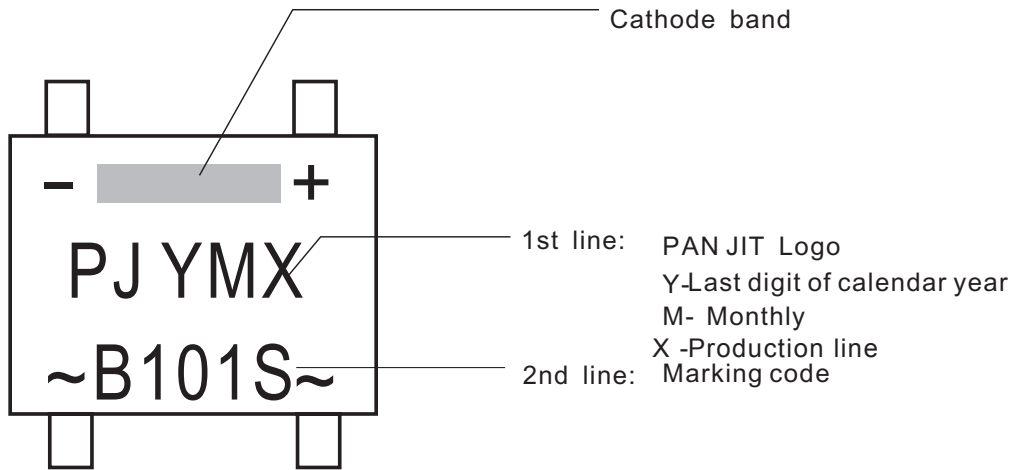 Cathode band
- +
PJ YMX
~B101S~
1st line: PAN JIT Logo
Y-Last digit of calendar year
M- Monthly
X -Production line
2nd line: Marking code